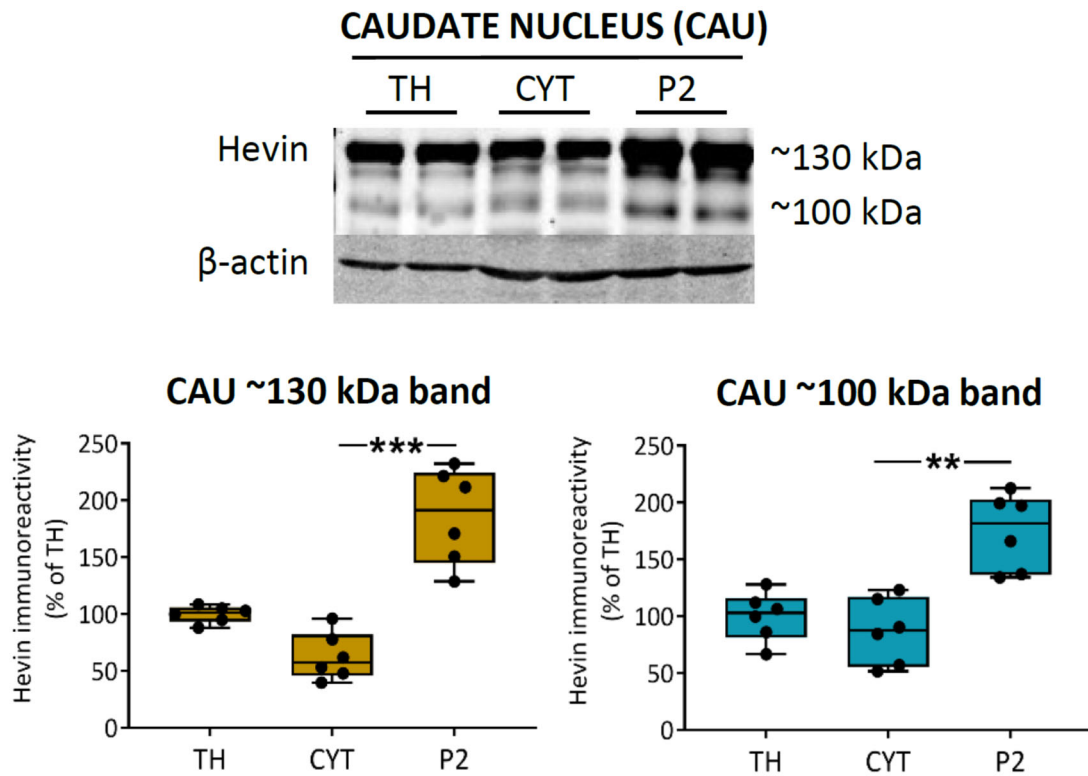 CAUDATE NUCLEUS (CAU)
TH CYT P2
Hevin ~130 kDa
~100 kDa
β-actin
CAU ~130 kDa band
Hevin immunoreactivity
(% of TH)
250
200
150
100
50
0
***
TH CYT P2
CAU ~100 kDa band
Hevin immunoreactivity
(% of TH)
250
200
150
100
50
0
**
TH CYT P2